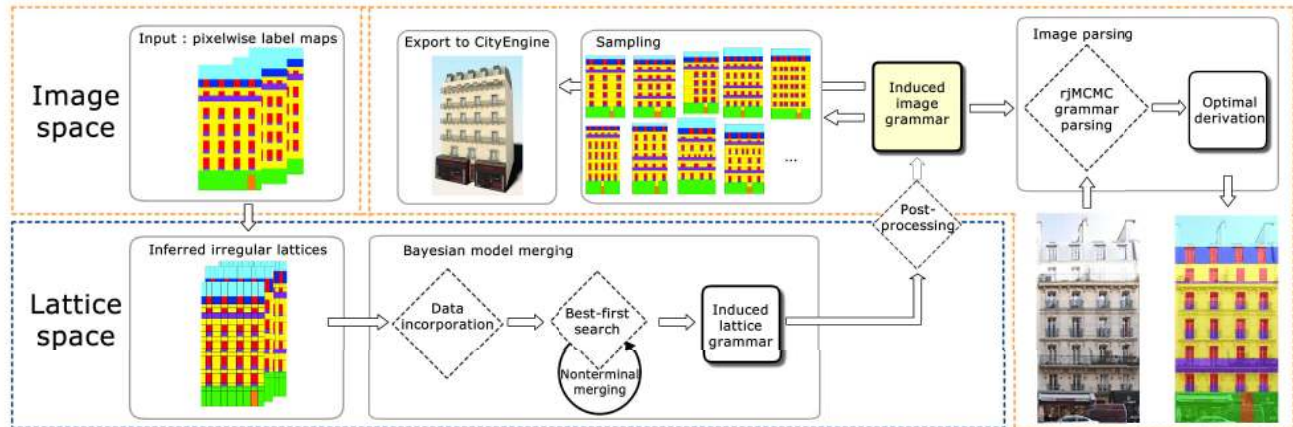 Image
space
Input : pixelwise label maps
Export to CityEngine
Sampling
...
Induced
image
grammar
Image parsing
rjMCMC
grammar
parsing
Optimal
derivation
Post-
processing
Lattice
space
Inferred irregular lattices
Bayesian model merging
Data
incorporation
Best-first
search
Nonterminal
merging
Induced
lattice
grammar